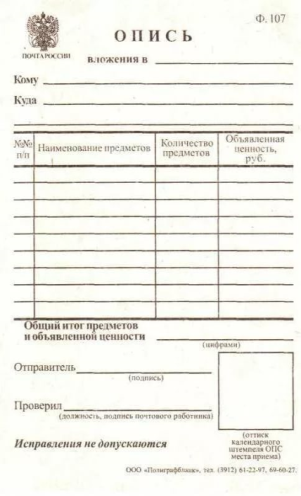 Ф. 107
ПОЧТА РОССИИ
ОПИСЬ
вложения в
Кому
Куда
№№ п/п Наименование предметов Количество предметов Объявленная ценность, руб.
Общий итог предметов
и объявленной ценности
(цифрами)
Отправитель
(подпись)
Проверил
(должность, подпись почтового работника)
Исправления не допускаются
(оттиск
календарного
штемпеля ОПС
места приема)
ООО «Полиграфбланк», тел. (3912) 61-22-97, 69-60-27